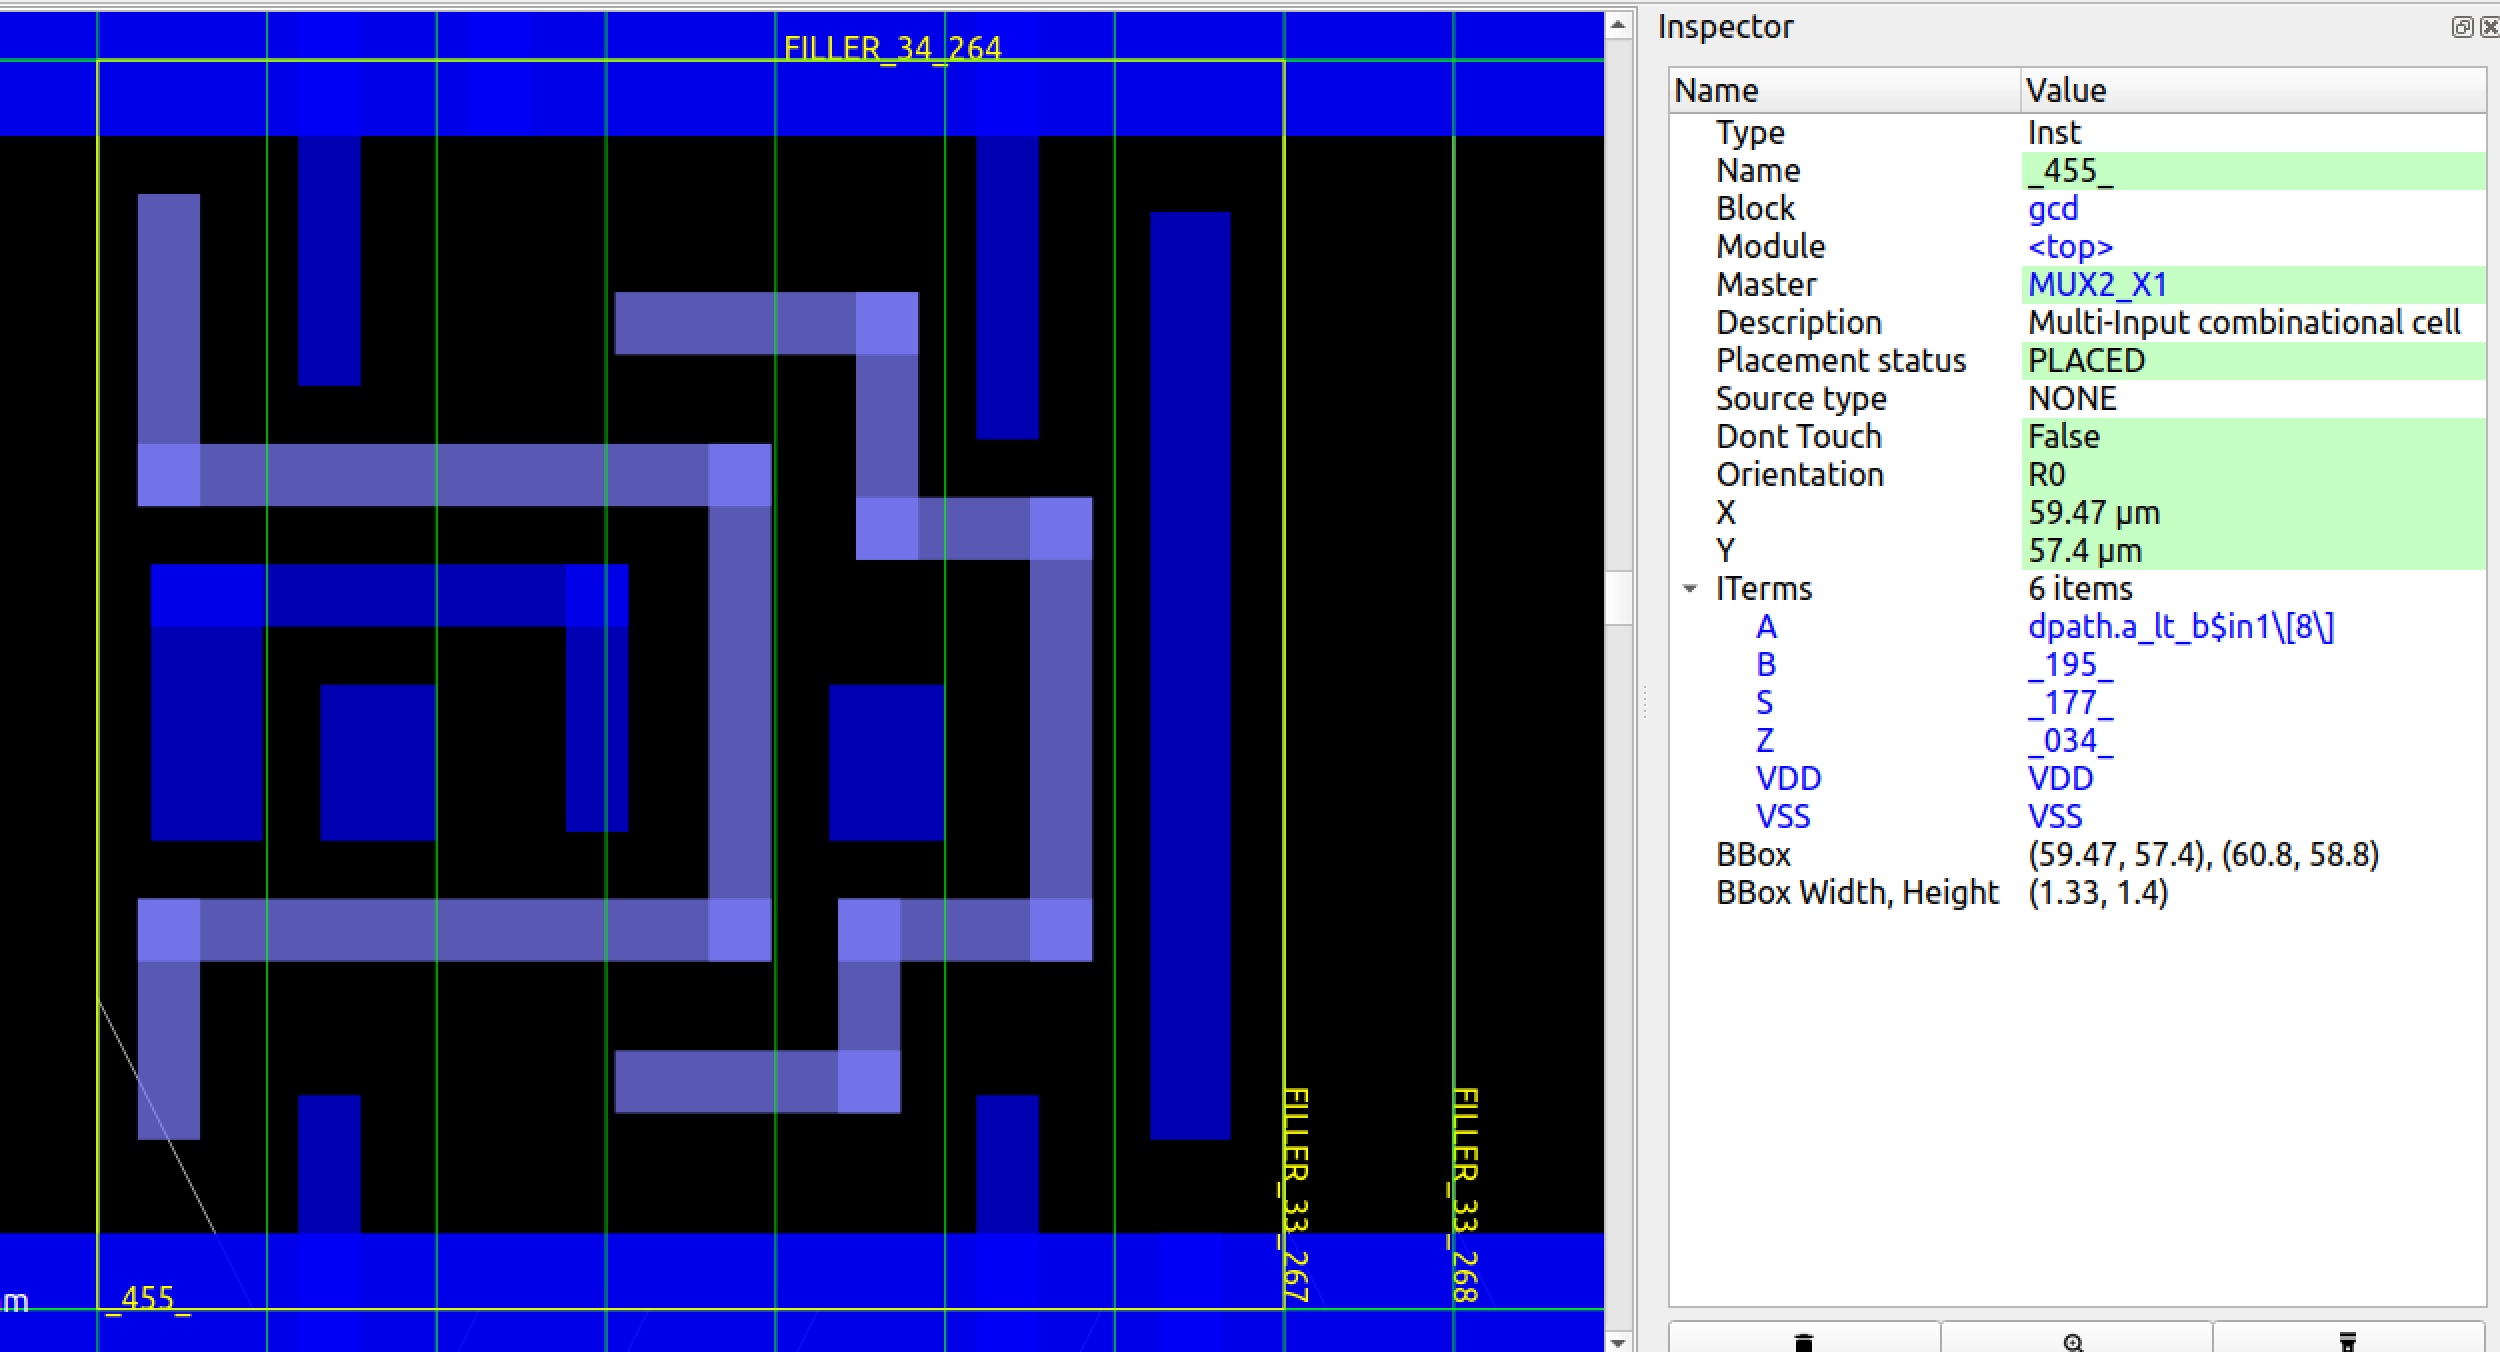 FILLER_34_264
FILLER_33_267
FILLER_33_268
_455_
m
Inspector
Name Value
Type Inst
Name _455_
Block gcd
Module <top>
Master MUX2_X1
Description Multi-Input combinational cell
Placement status PLACED
Source type NONE
Dont Touch False
Orientation R0
X 59.47 µm
Y 57.4 µm
ITerms 6 items
A dpath.a_lt_b$in1\[8\]
B _195_
S _177_
Z _034_
VDD VDD
VSS VSS
BBox (59.47, 57.4), (60.8, 58.8)
BBox Width, Height (1.33, 1.4)